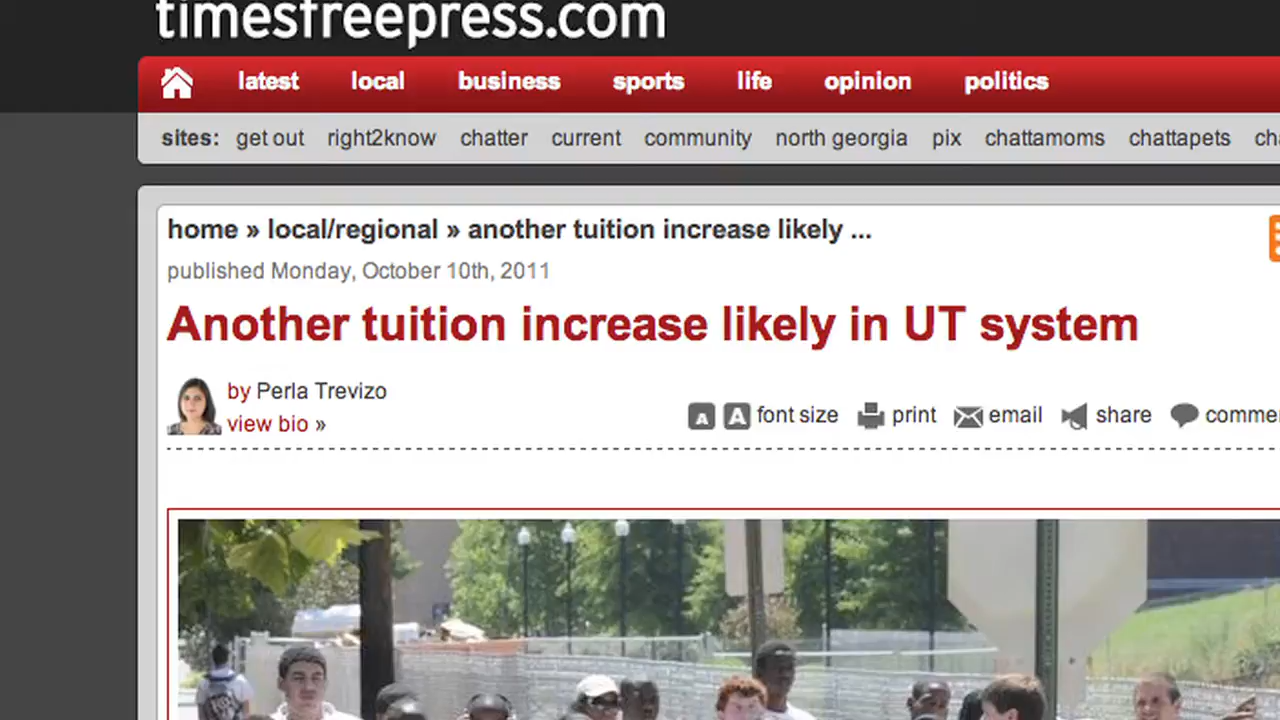 timesfreepress.com
latest local business sports life opinion politics
sites: get out right2know chatter current community north georgia pix chattamoms chattapets
home » local/regional » another tuition increase likely ...
published Monday, October 10th, 2011
Another tuition increase likely in UT system
by Perla Trevizo
view bio »
A A font size print email share